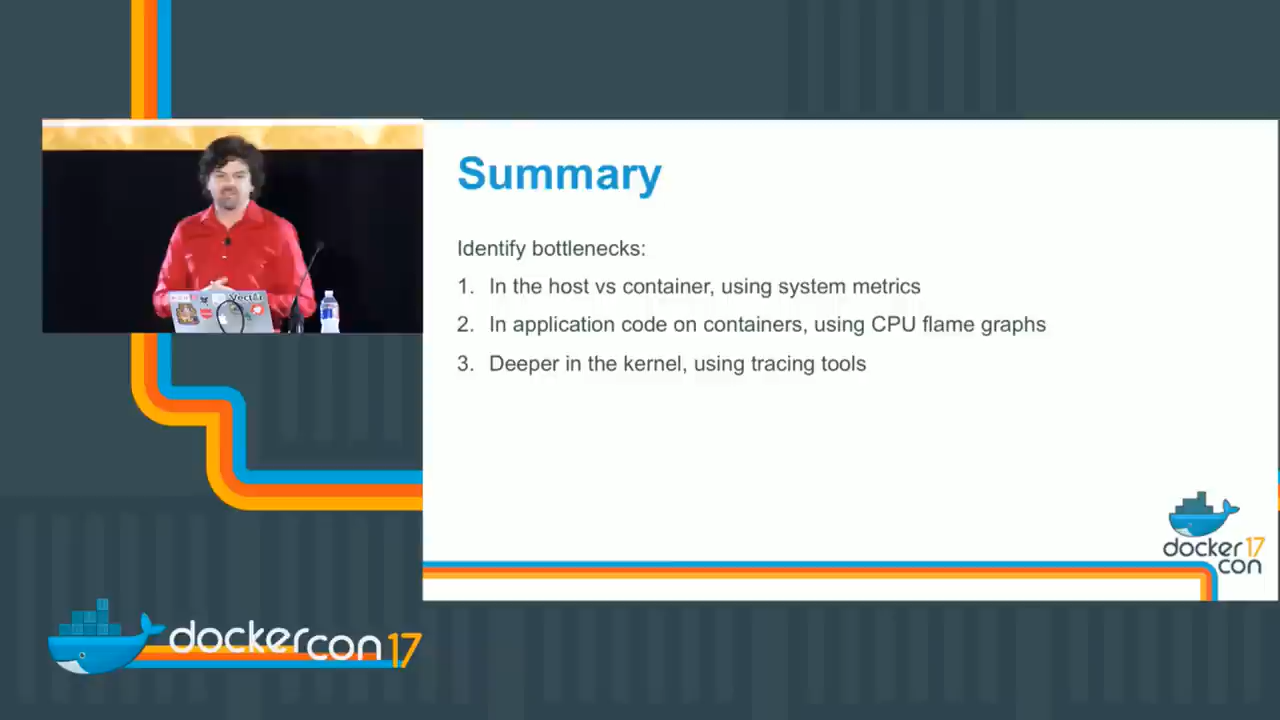 Summary
Identify bottlenecks:
1. In the host vs container, using system metrics
2. In application code on containers, using CPU flame graphs
3. Deeper in the kernel, using tracing tools
Vector
docker 17
con
dockercon 17